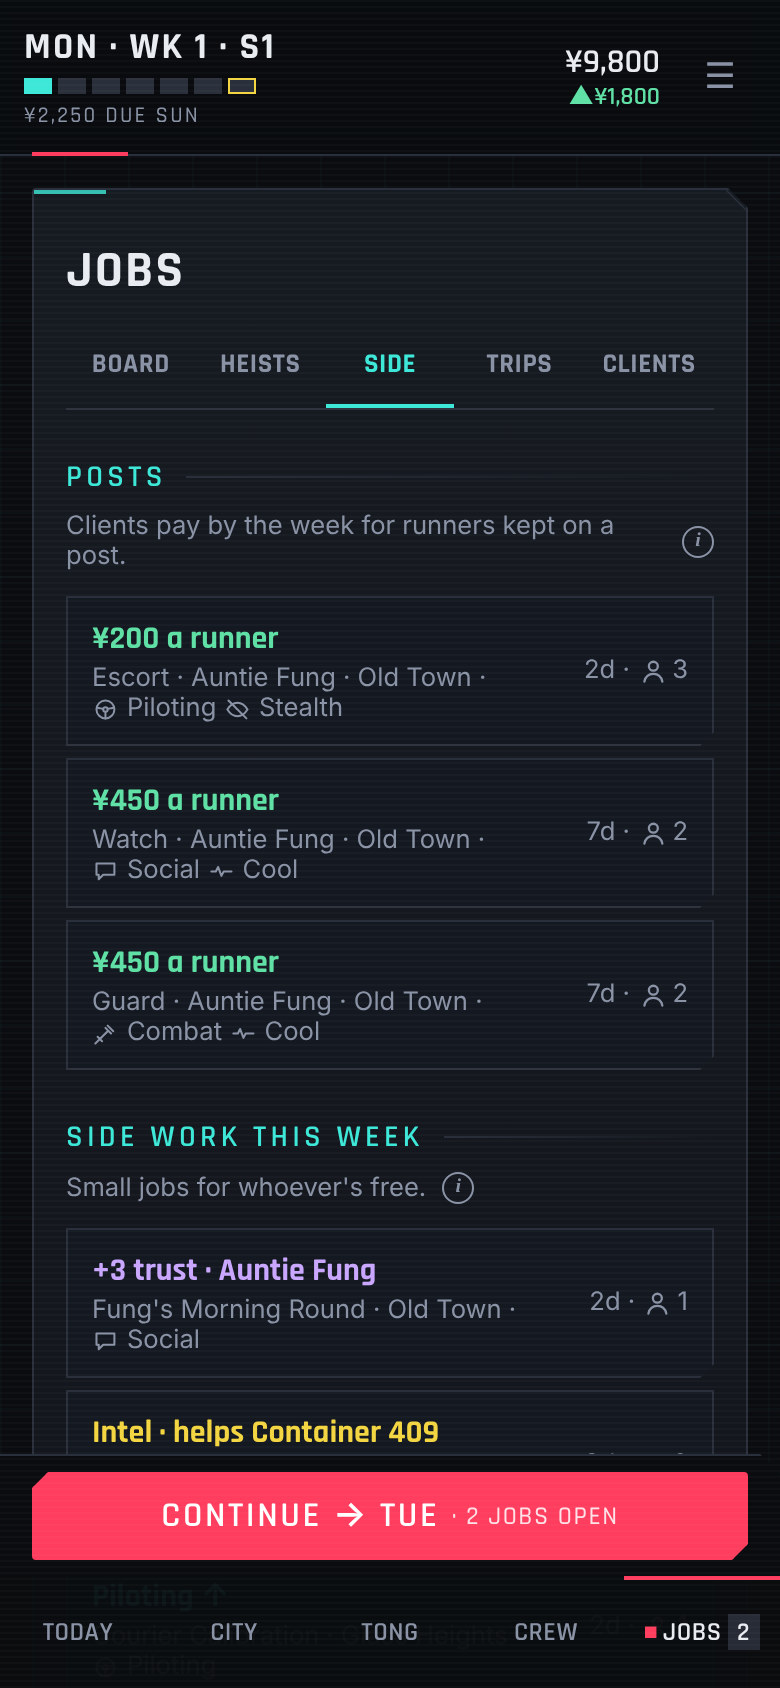 MON · WK 1 · S1
¥2,250 DUE SUN
¥9,800
▲¥1,800
JOBS
BOARD HEISTS SIDE TRIPS CLIENTS
POSTS
Clients pay by the week for runners kept on a
post.
¥200 a runner
Escort · Auntie Fung · Old Town ·
Piloting Stealth
2d · 3
¥450 a runner
Watch · Auntie Fung · Old Town ·
Social Cool
7d · 2
¥450 a runner
Guard · Auntie Fung · Old Town ·
Combat Cool
7d · 2
SIDE WORK THIS WEEK
Small jobs for whoever's free.
+3 trust · Auntie Fung
Fung's Morning Round · Old Town ·
Social
2d · 1
Intel · helps Container 409
CONTINUE → TUE · 2 JOBS OPEN
Piloting ↑
Piloting
TODAY CITY TONG CREW JOBS 2